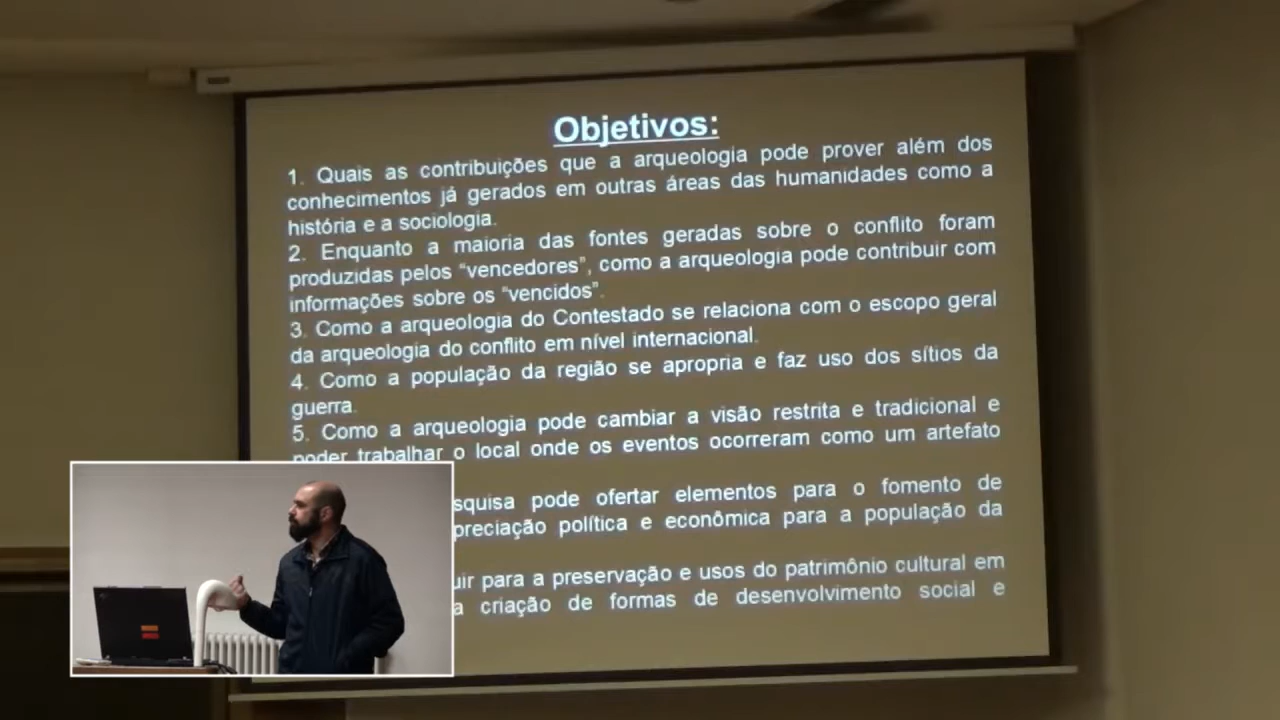 Objetivos:
1. Quais as contribuições que a arqueologia pode prover além dos
conhecimentos já gerados em outras áreas das humanidades como a
história e a sociologia.
2. Enquanto a maioria das fontes geradas sobre o conflito foram
produzidas pelos “vencedores”, como a arqueologia pode contribuir com
informações sobre os “vencidos”.
3. Como a arqueologia do Contestado se relaciona com o escopo geral
da arqueologia do conflito em nível internacional.
4. Como a população da região se apropria e faz uso dos sítios da
guerra.
5. Como a arqueologia pode cambiar a visão restrita e tradicional e
poder trabalhar o local onde os eventos ocorreram como um artefato
squisa pode ofertar elementos para o fomento de
preciação política e econômica para a população da
uir para a preservação e usos do patrimônio cultural em
a criação de formas de desenvolvimento social e